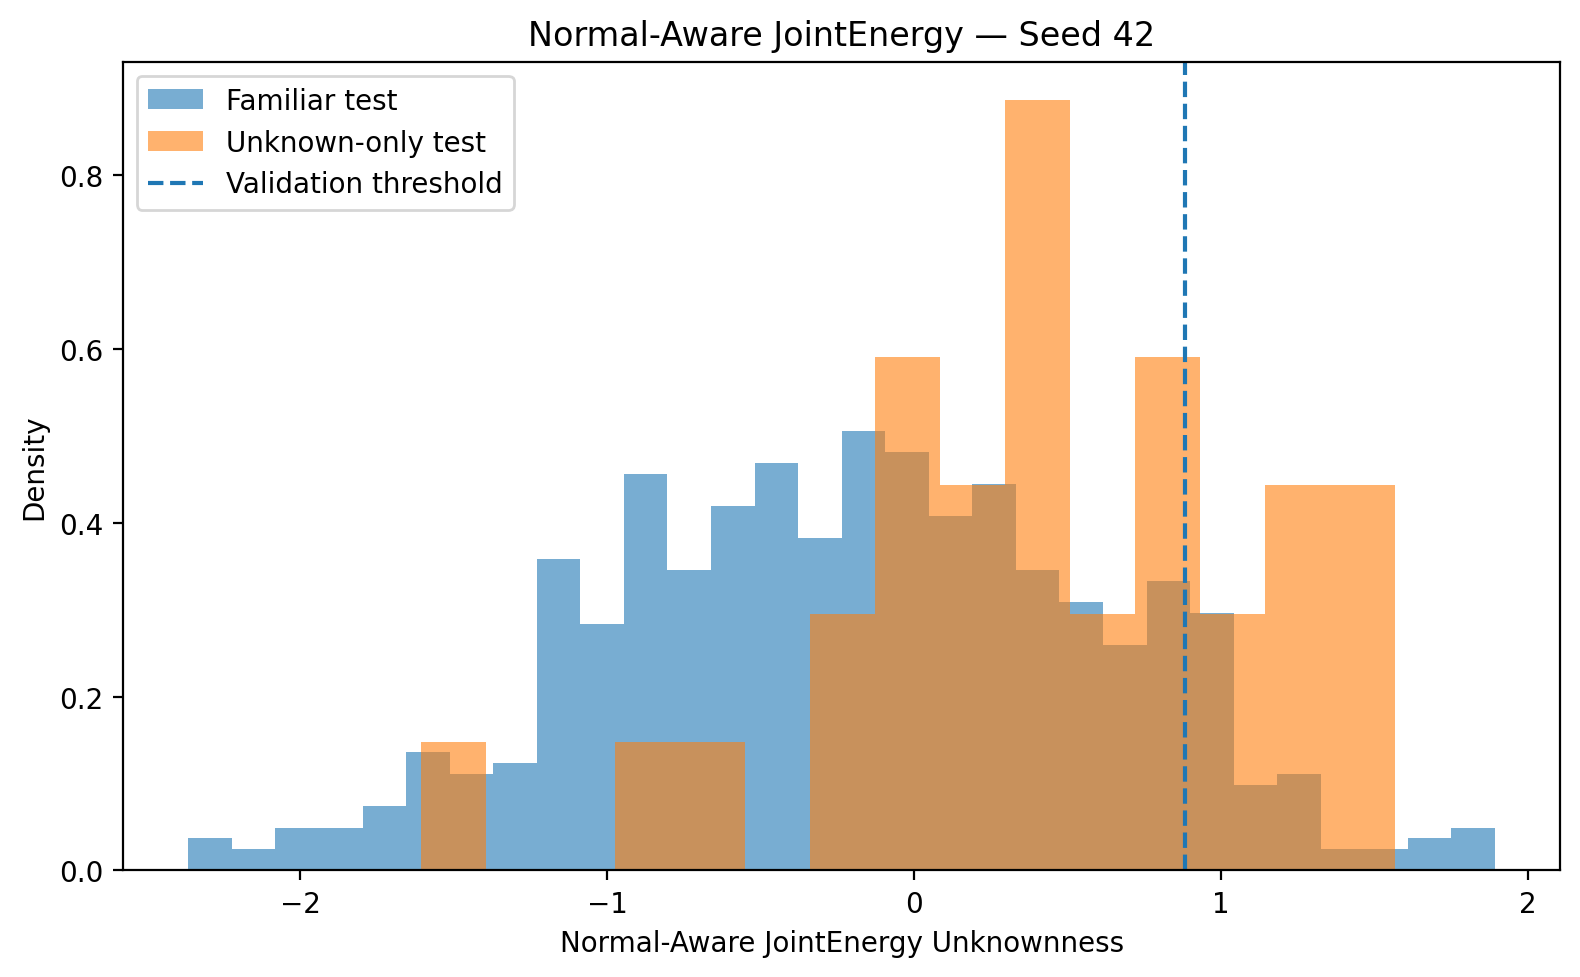 Normal-Aware JointEnergy — Seed 42
Familiar test
Unknown-only test
Validation threshold
Density
0.8
0.6
0.4
0.2
0.0
−2
−1
0
1
2
Normal-Aware JointEnergy Unknownness